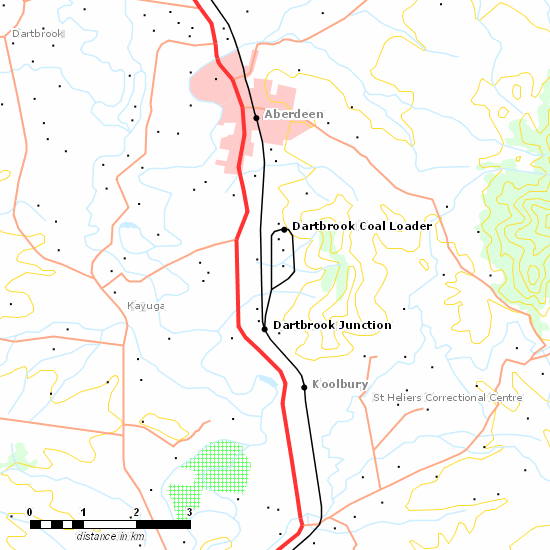 Dartbrook
Aberdeen
Dartbrook Coal Loader
Kayuga
Dartbrook Junction
Koolbury
St Heliers Correctional Centre
0 1 2 3
distance in km